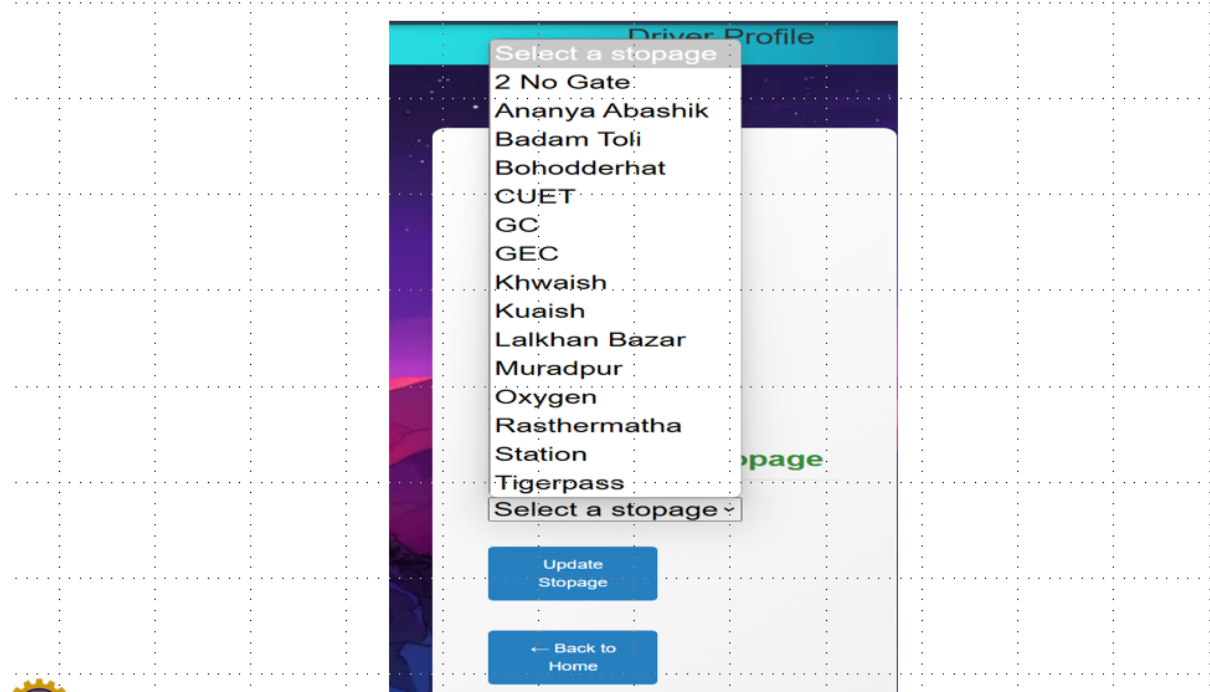 Driver Profile
Select a stopage
2 No Gate
Ananya Abashik
Badam Toli
Bohodderhat
CUET
GC
GEC
Khwaish
Kuaish
Lalkhan Bazar
Muradpur
Oxygen
Rasthermatha
Station
Tigerpass
opage
Select a stopage
Update
Stopage
← Back to
Home